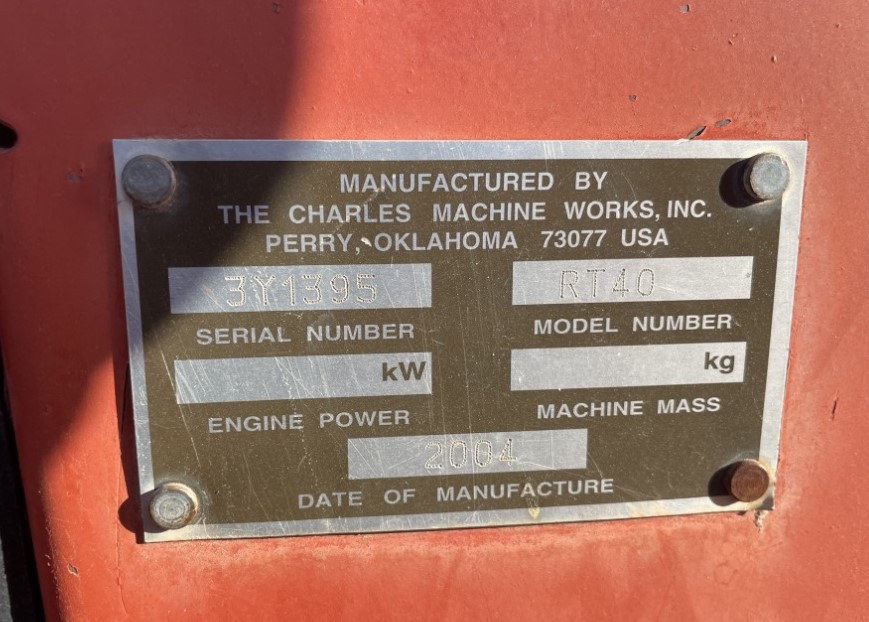 MANUFACTURED BY
THE CHARLES MACHINE WORKS, INC.
PERRY, OKLAHOMA 73077 USA
3Y1395 RT40
SERIAL NUMBER MODEL NUMBER
kW kg
ENGINE POWER MACHINE MASS
2004
DATE OF MANUFACTURE